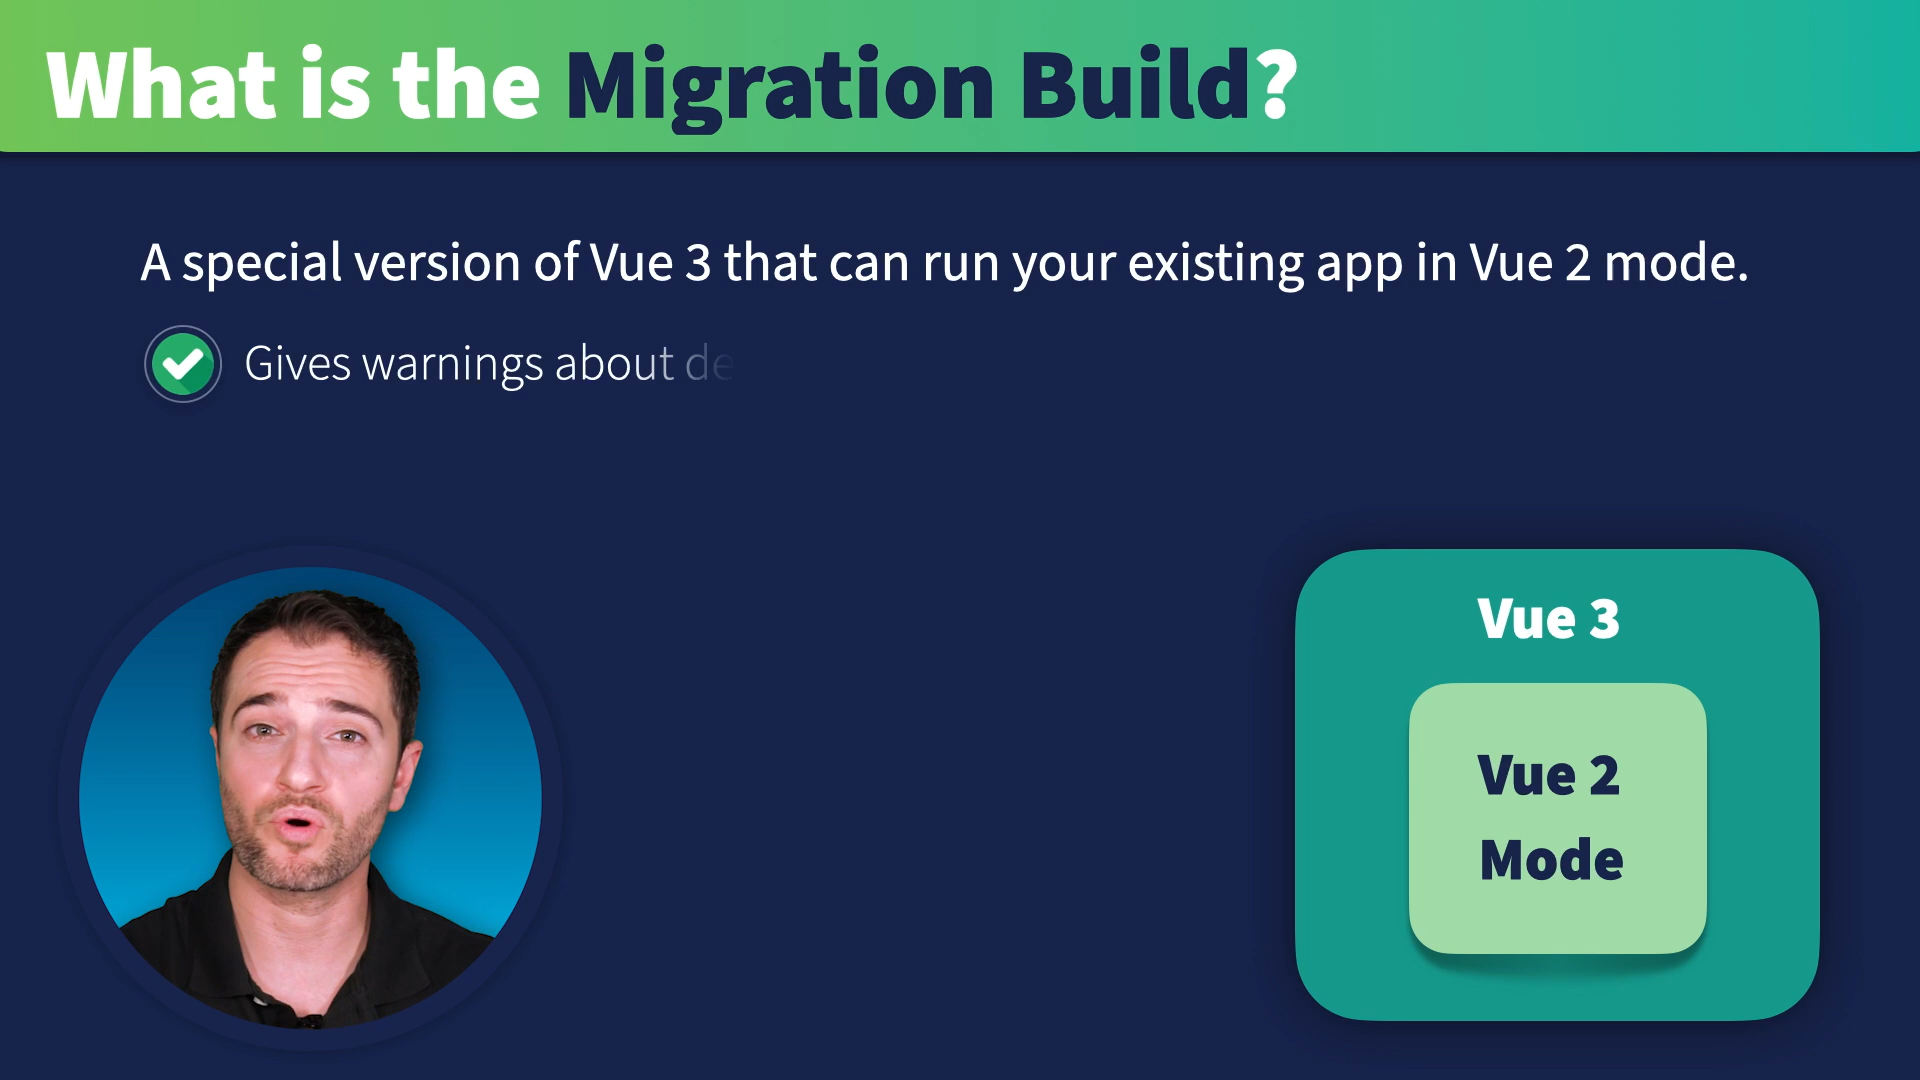 What is the Migration Build?
A special version of Vue 3 that can run your existing app in Vue 2 mode.
Gives warnings about de
Vue 3
Vue 2
Mode